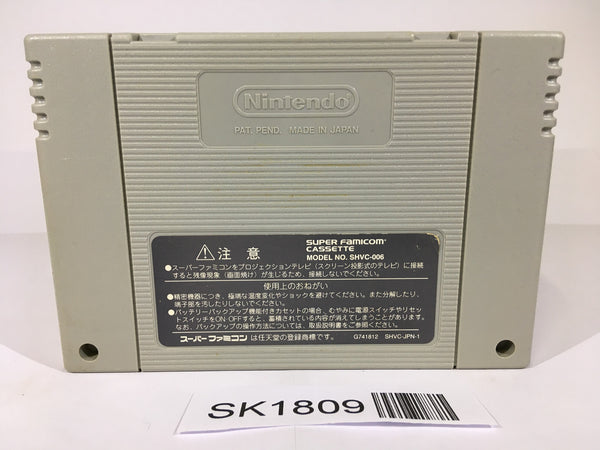 Nintendo
PAT. PEND. MADE IN JAPAN
⚠注意
SUPER FAMICOM
CASSETTE
MODEL NO. SHVC-006
●スーパーファミコンをプロジェクションテレビ(スクリーン投影式のテレビ)に接続
すると残像現象(画面焼け)が生じるため、接続しないでください。
使用上のおねがい
●精密機器につき、極端な温度変化やショックを避けてください。また分解したり、
端子部を汚したりしないでください。
●バッテリーバックアップ機能付きカセットの場合、むやみに電源スイッチやリセッ
トスイッチをON・OFFすると、蓄積されている内容が消えてしまうことがあります。
なお、バックアップの操作方法については、取扱説明書をご参照ください。
スーパーファミコンは任天堂の登録商標です。
G741812 SHVC-JPN-1
SK1809